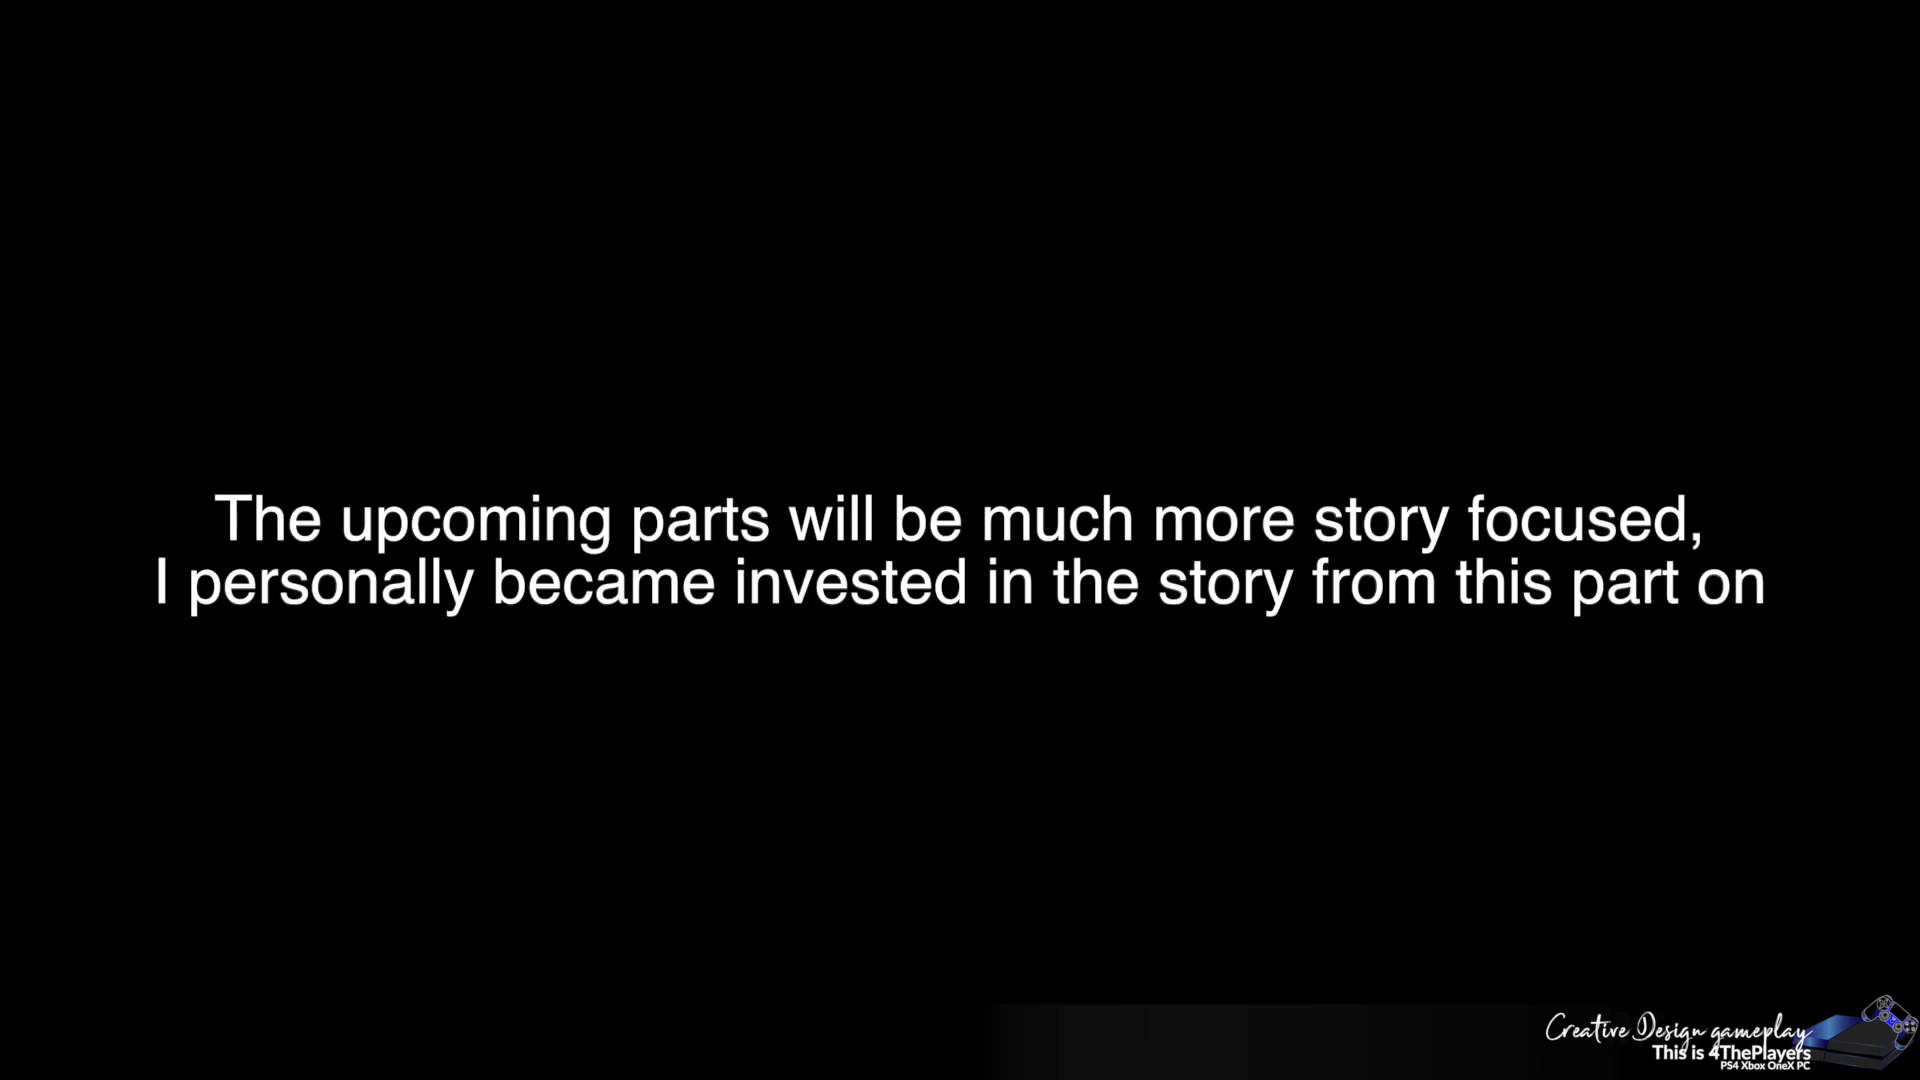 The upcoming parts will be much more story focused,
I personally became invested in the story from this part on
Creative Design gameplay
This is 4ThePlayers
PS4 Xbox OneX PC